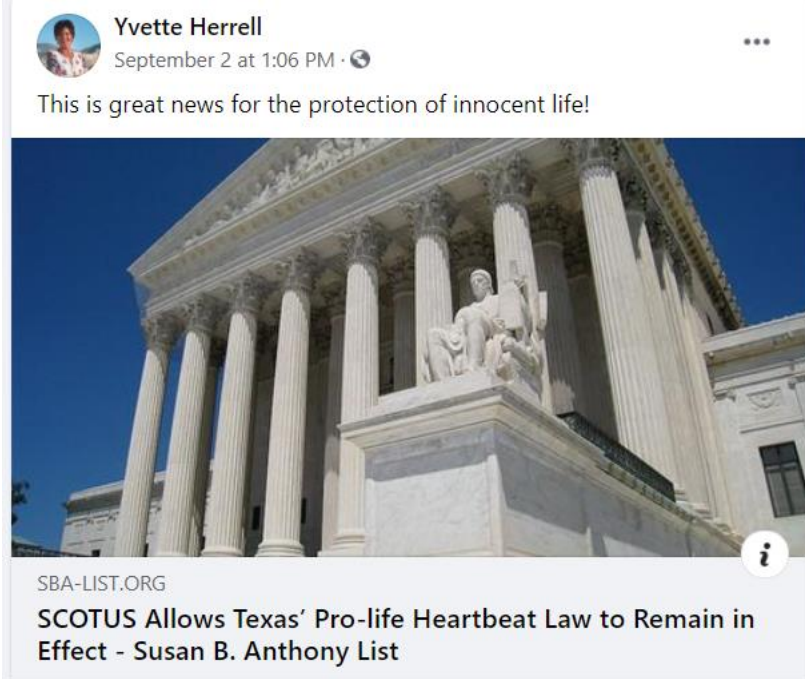 Yvette Herrell
September 2 at 1:06 PM ·
This is great news for the protection of innocent life!
i
SBA-LIST.ORG
SCOTUS Allows Texas’ Pro-life Heartbeat Law to Remain in
Effect - Susan B. Anthony List